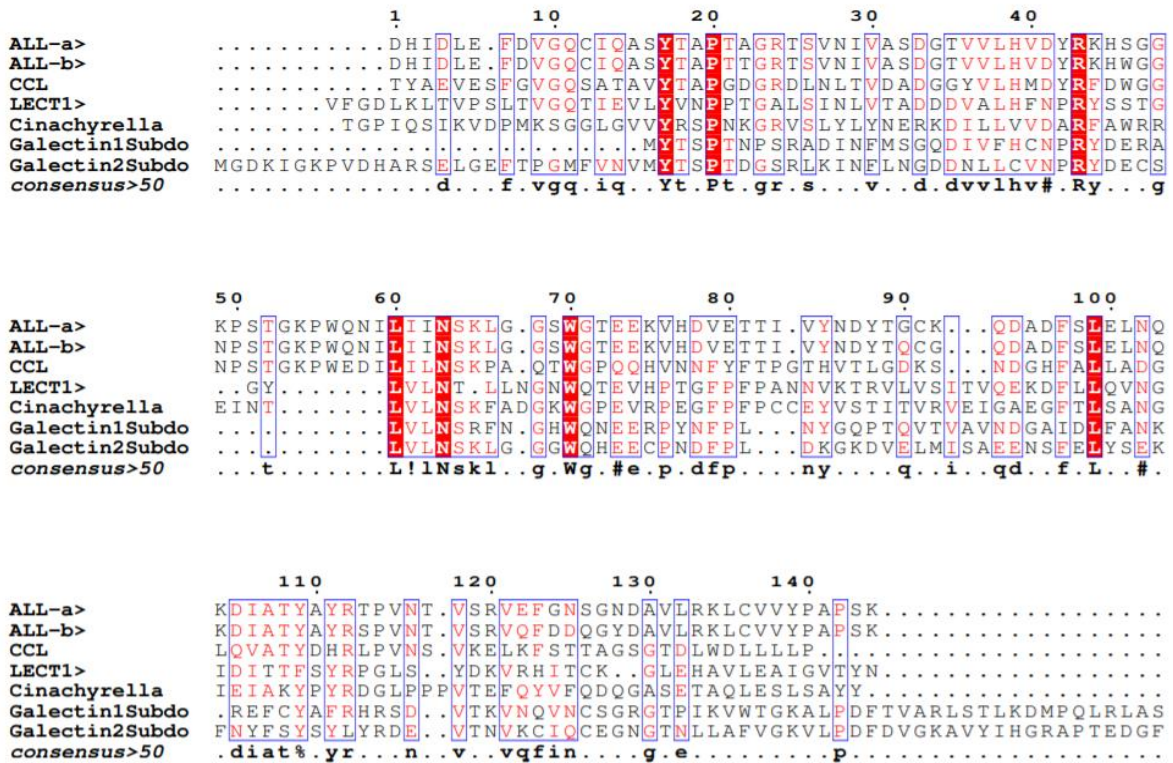 1 10 20 30 40
ALL-a> ...........DHIDLE.FDVGQCIQASYTAPTAGRTSVNIVASDGTVVLHVDYRKHSGG
ALL-b> ...........DHIDLE.FDVGQCIQASYTAPTTGRTSVNIVASDGTVVLHVDYRKHWGG
CCL ...........TYAEVESFGVGQSATAVYTAPGDGRDLNLTVDADGGYVLHMDYRFDWGG
LECT1> .......VFGDLKLTVPSLTVGQTIEVLYVNPPTGALSINLVTADDDVALHFNPRYSSTG
Cinachyrella ........TGPIQSIKVDPMKSGGLGVVYRSPNKGRVSLYLYNERKDILLVVDARFAWRR
Galectin1Subdo ...........................MYTSPTNPSRADINFMSGQDIVFHCNPRYDERA
Galectin2Subdo MGDKIGKPVDHARSELGEFTPGMFVNVMYTSPTDGSRLKINFLNGDDNLLCVNPRYDECS
consensus>50 ..............d...f.vgq.iq..Yt.Pt.gr.s...v..d.dvvlhv#.Ry...g
50 60 70 80 90 100
ALL-a> KPSTGKPWQNILIINSKLG.GSWGTEEKVHDVETTI.VYNDYTGCK...QDADFSLELNQ
ALL-b> NPSTGKPWQNILIINSKLG.GSWGTEEKVHDVETTI.VYNDYTQCG...QDADFSLELNQ
CCL NPSTGKPWEDILILNSKPA.QTWGPQQHVNNFYFTPGTHVTLGDKS...NDGHFALLADG
LECT1> ..GY.......LVLNT.LLNGNWQTEVHPTGFPFPANNVKTRVLVS.ITVQEKDFLLQVNG
Cinachyrella EINT.......LVLNSKFADGKWGPEVRPEGFPFPCCEYVSTITVRVEIGAEGFTLSANG
Galectin1Subdo ...........LVLNSRFN.GHWQNEERPYNFPL...NYGQPTQVTVAVNDGAIDLFANK
Galectin2Subdo ...........LVLNSKLG.GGWQHEECPNDFPL...DKGKDVELMISAEENSFELYSEK
consensus>50 ...t.......L!lNskl..g.Wg.#e.p.dfp....ny....q..i..qd..f.L..#.
110 120 130 140
ALL-a> KDIATYAYRTPVNT.VSRVEFGNSGNDAVLRKLCVVYPAPSK..................
ALL-b> KDIATYAYRSPVNT.VSRVQFDDQGYDAVLRKLCVVYPAPSK..................
CCL LQVATYDHRLPVNS.VKELKFSTTAGSGTDLWDLLLLP......................
LECT1> IDITTFSYRPGLS..YDKVRHITCK..GLEHAVLEAIGVTYN..................
Cinachyrella IEIAKYPYRDGLPPPVTEFQYVFQDQGASETAQLESLSAYY...................
Galectin1Subdo .REFCYAFRHRSD..VTKVNQVNCSGRGTPIKVWTGKALPDFTVARLSTLKDMPQLRLAS
Galectin2Subdo FNYFSYSYLYRDE..VTNVKCIQCEGNGTNLLAFVGKVLPDFDVGKAVYIHGRAPTEDGF
consensus>50 .diat%.yr...n..v..vqfin....g.e.........p....................